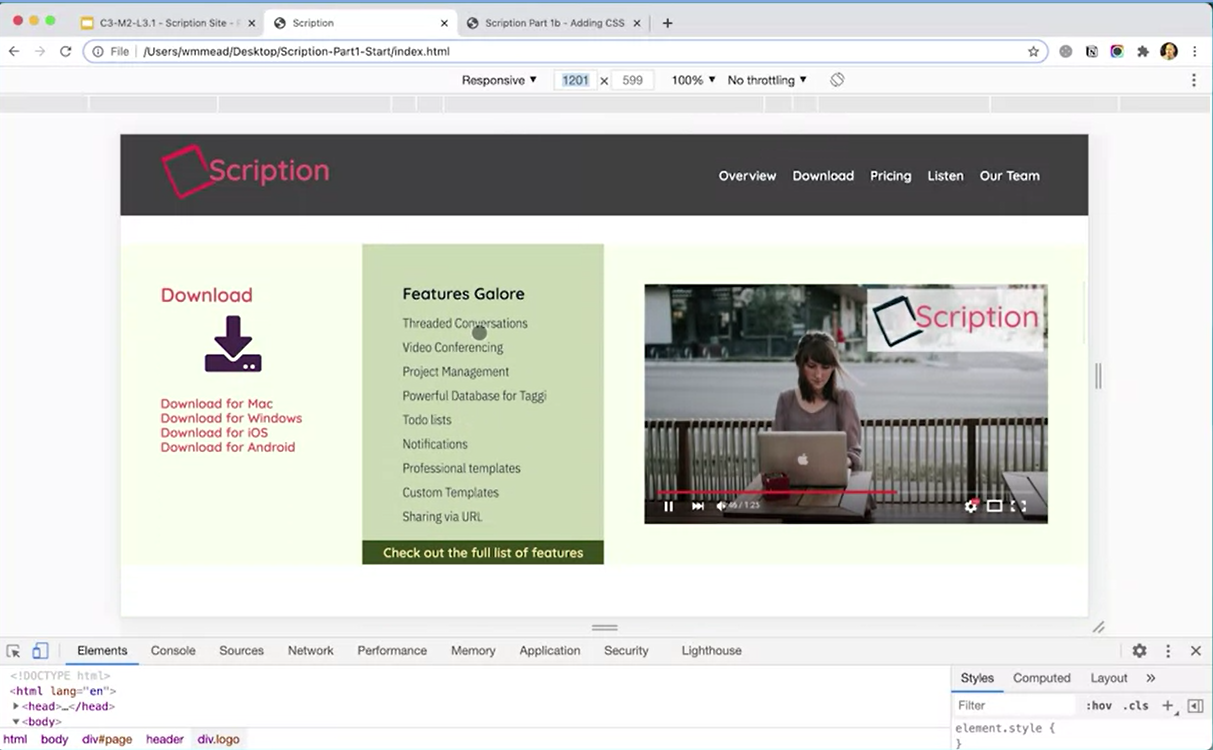 C3-M2-L3.1 - Scription Site -
Scription
Scription Part 1b - Adding CSS
File
/Users/wmmead/Desktop/Scription-Part1-Start/index.html
Responsive
1201 × 599
100%
No throttling
Scription
Overview Download Pricing Listen Our Team
Download
Download for Mac
Download for Windows
Download for iOS
Download for Android
Features Galore
Threaded Conversations
Video Conferencing
Project Management
Powerful Database for Taggi
Todo lists
Notifications
Professional templates
Custom Templates
Sharing via URL
Check out the full list of features
Scription
/ 1:23
Elements Console Sources Network Performance Memory Application Security Lighthouse
<!DOCTYPE html>
<html lang="en">
<head>…</head>
<body>
html body div#page header div.logo
Styles Computed Layout »
Filter :hov .cls +
element.style {
}